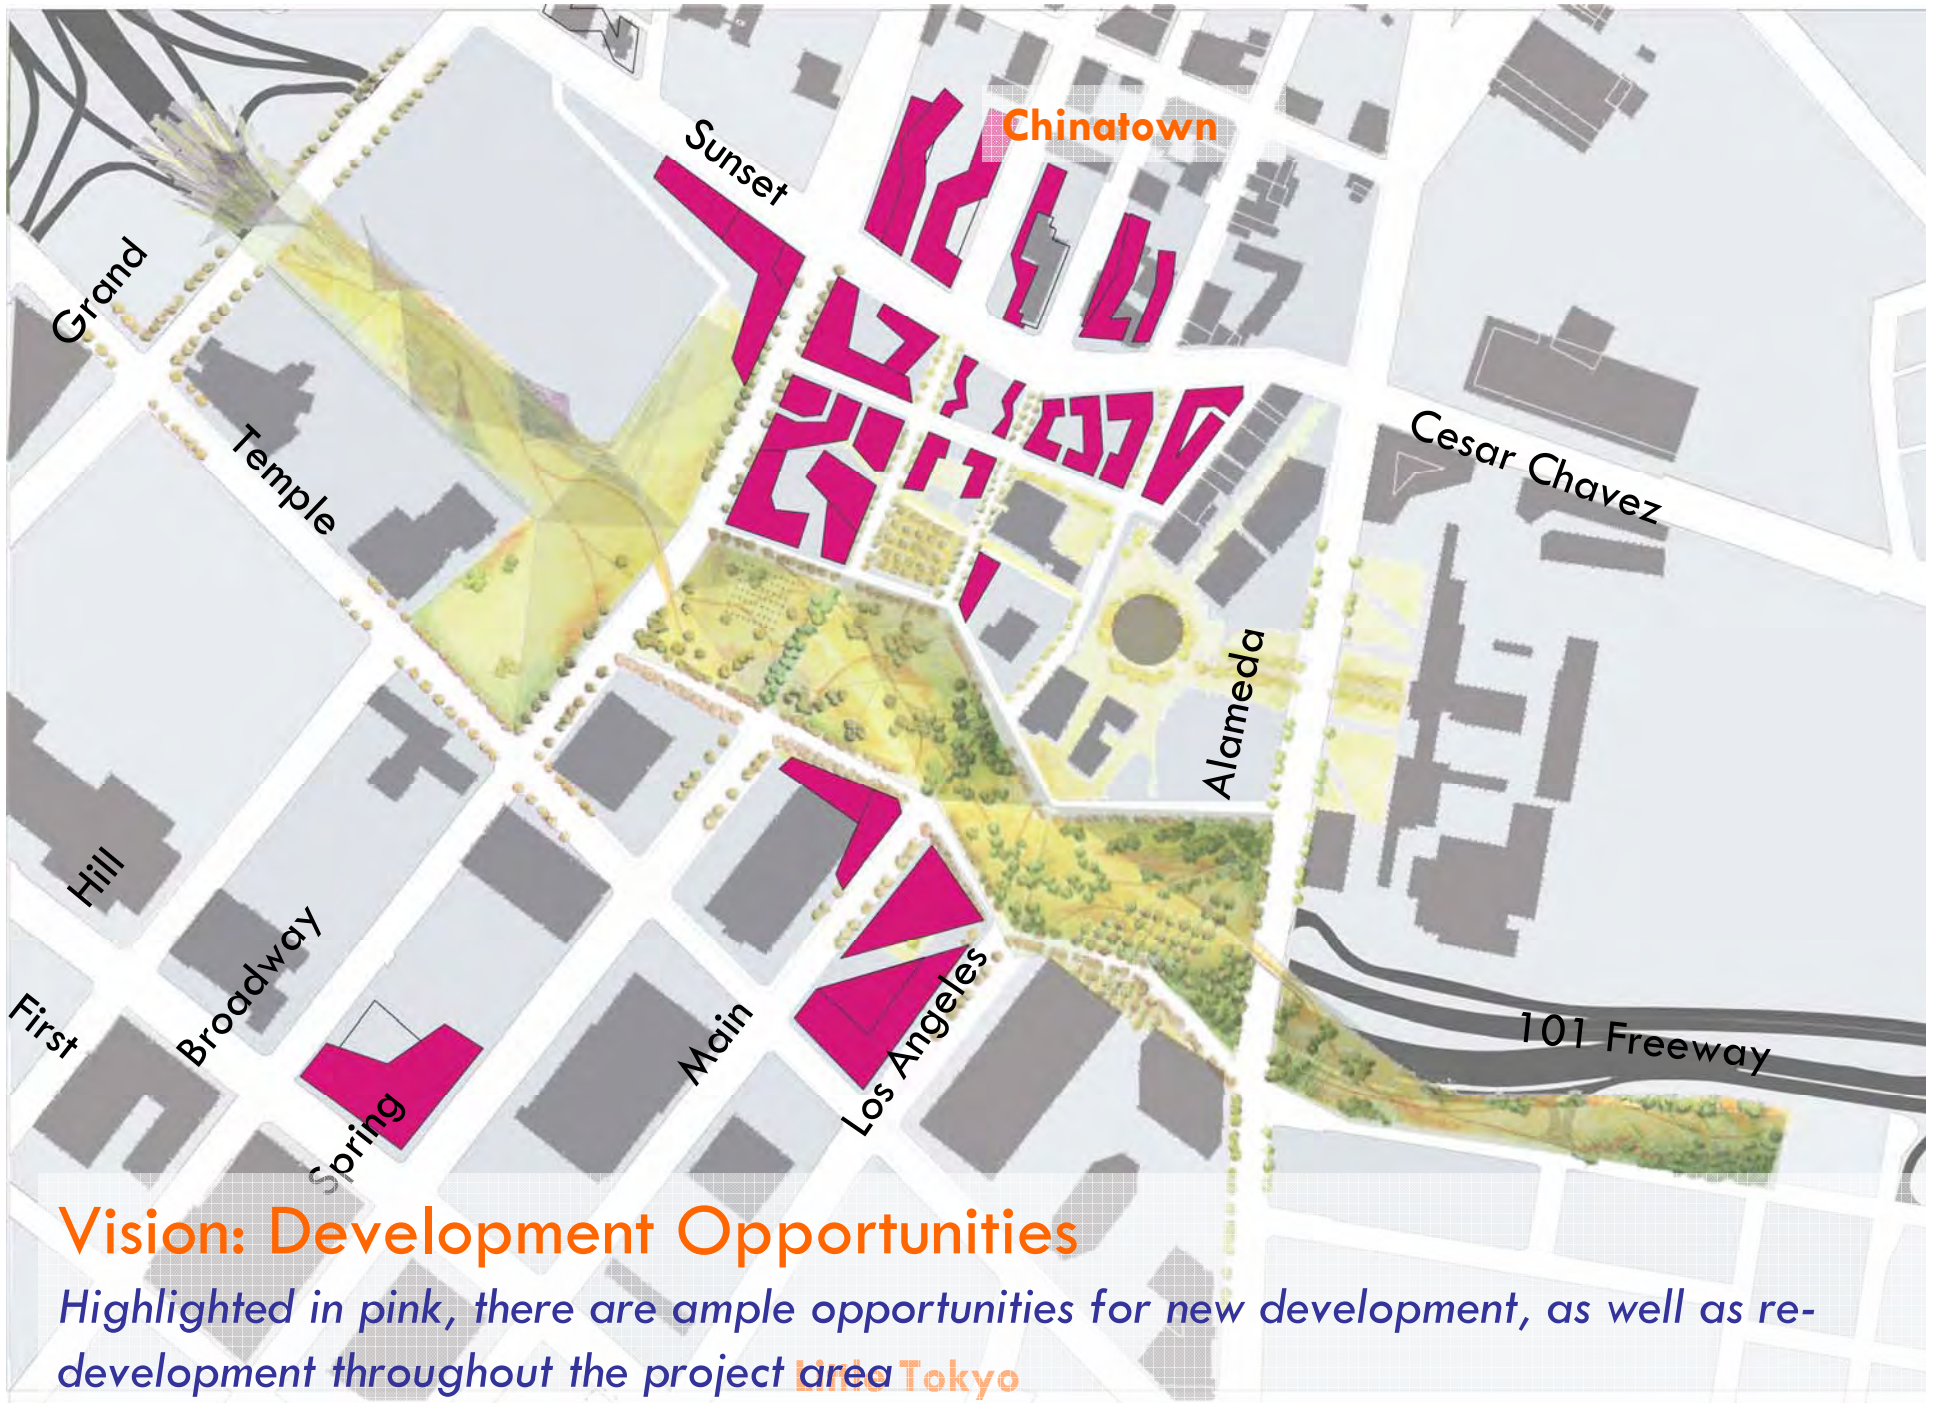 Chinatown
Sunset
Grand
Temple
Cesar Chavez
Alameda
Hill
Broadway
First
Spring
Main
Los Angeles
101 Freeway
Vision: Development Opportunities
Highlighted in pink, there are ample opportunities for new development, as well as re-
development throughout the project area
Little Tokyo